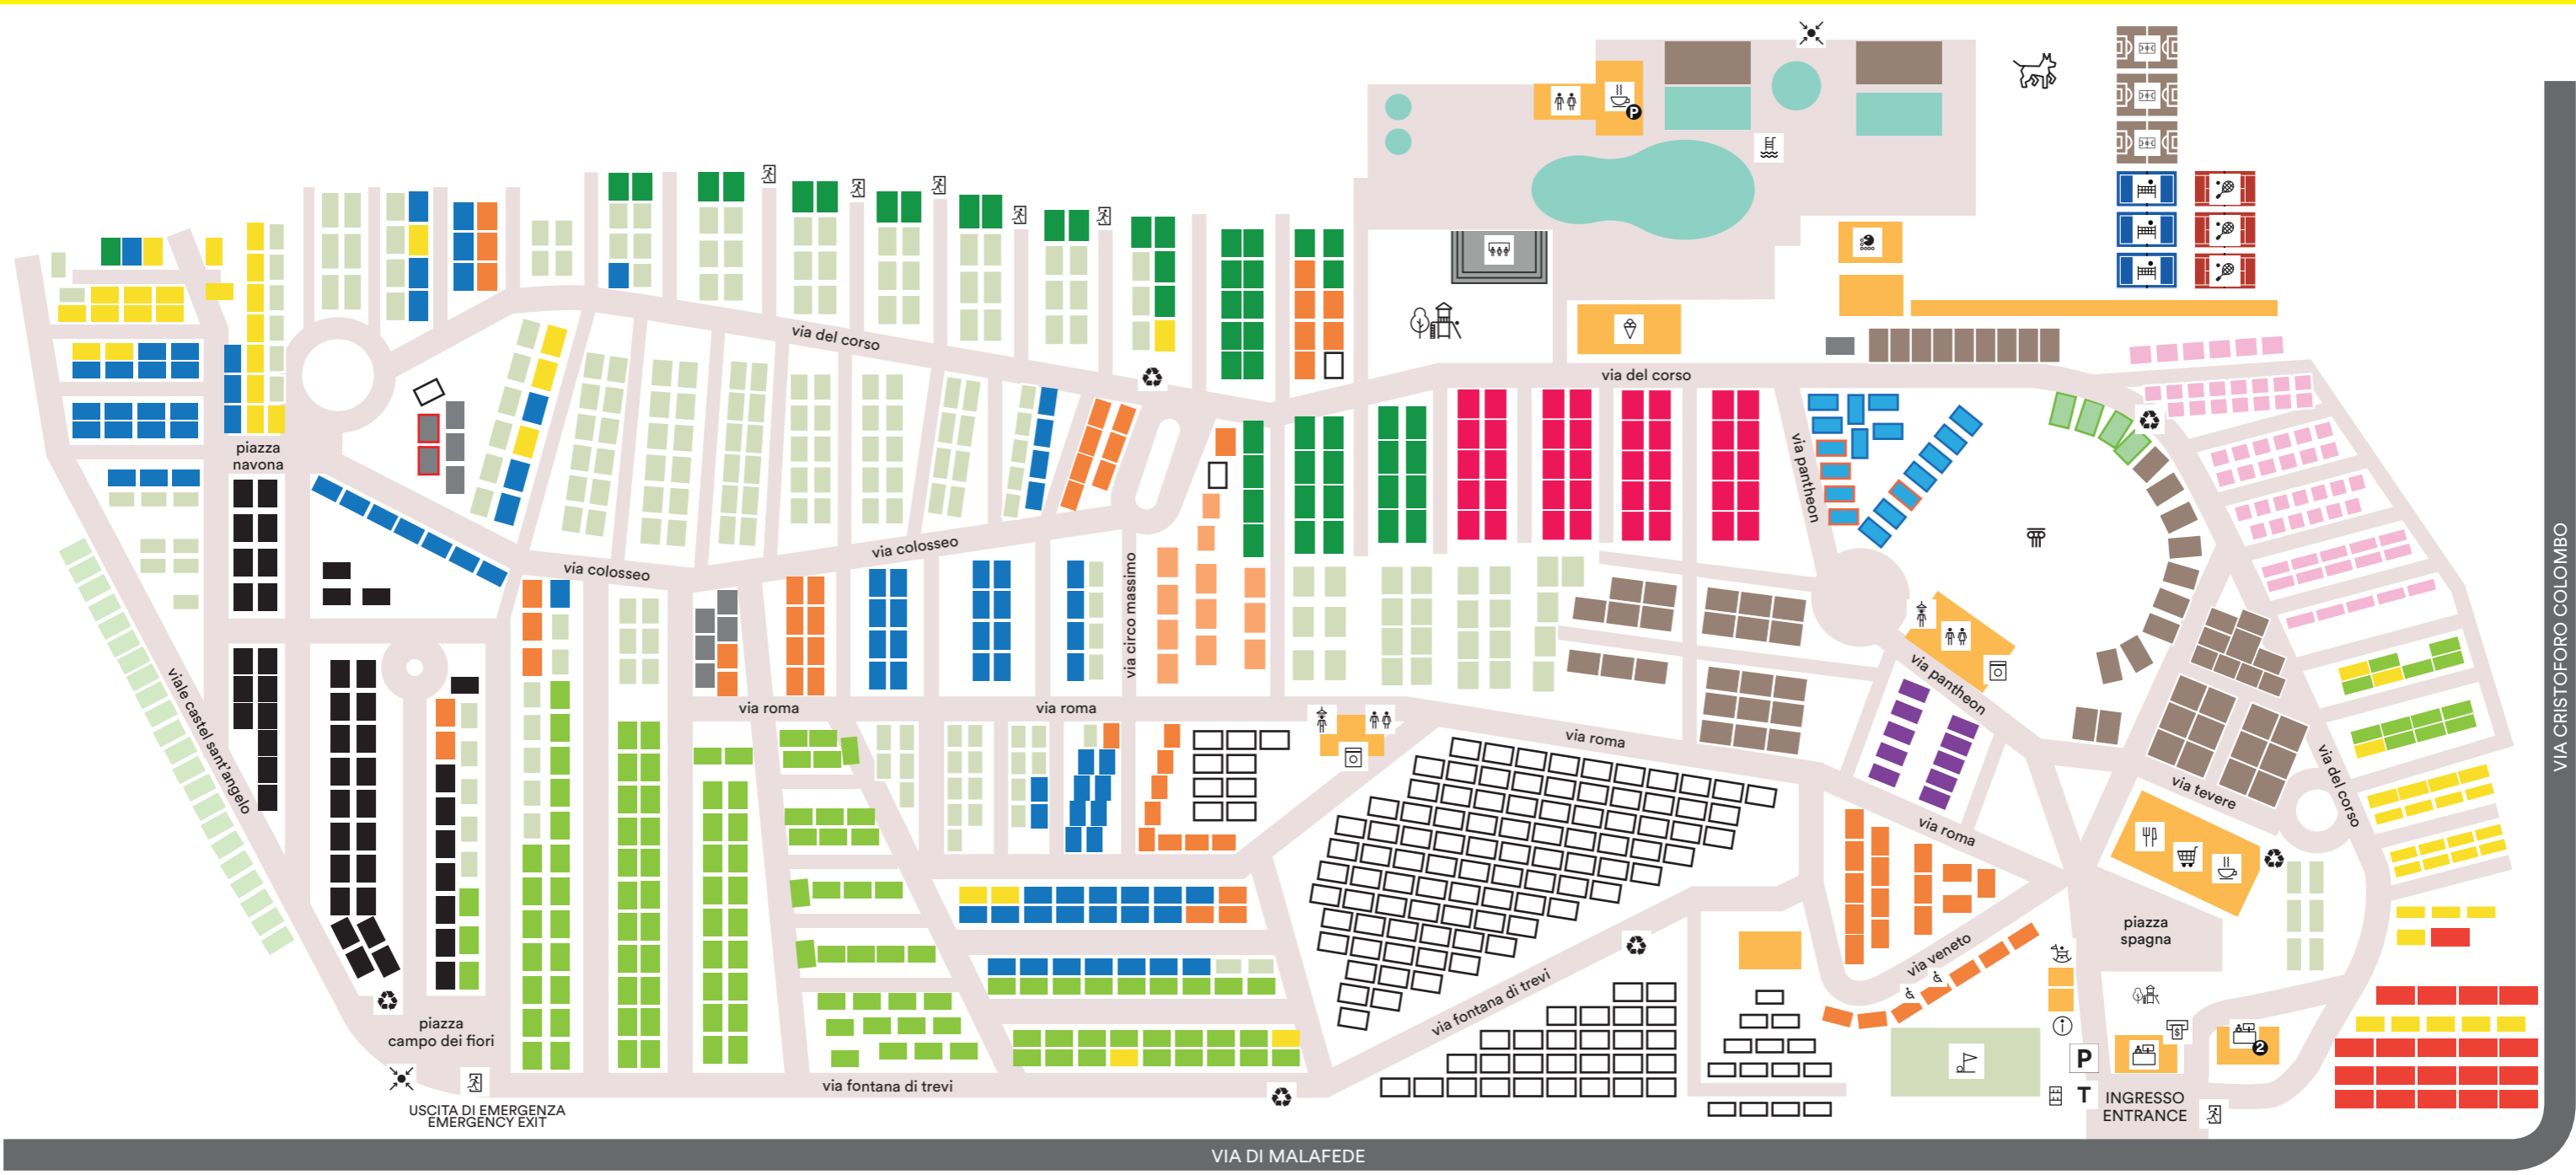 P
via del corso
via del corso
piazza
navona
via pantheon
via colosseo
via colosseo
via circo massimo
VIA CRISTOFORO COLOMBO
viale castel sant'angelo
via pantheon
via roma
via roma
via roma
via tevere
via del corso
via roma
piazza
spagna
via veneto
via fontana di trevi
piazza
campo dei fiori
$
2
P
via fontana di trevi
T
INGRESSO
ENTRANCE
USCITA DI EMERGENZA
EMERGENCY EXIT
VIA DI MALAFEDE